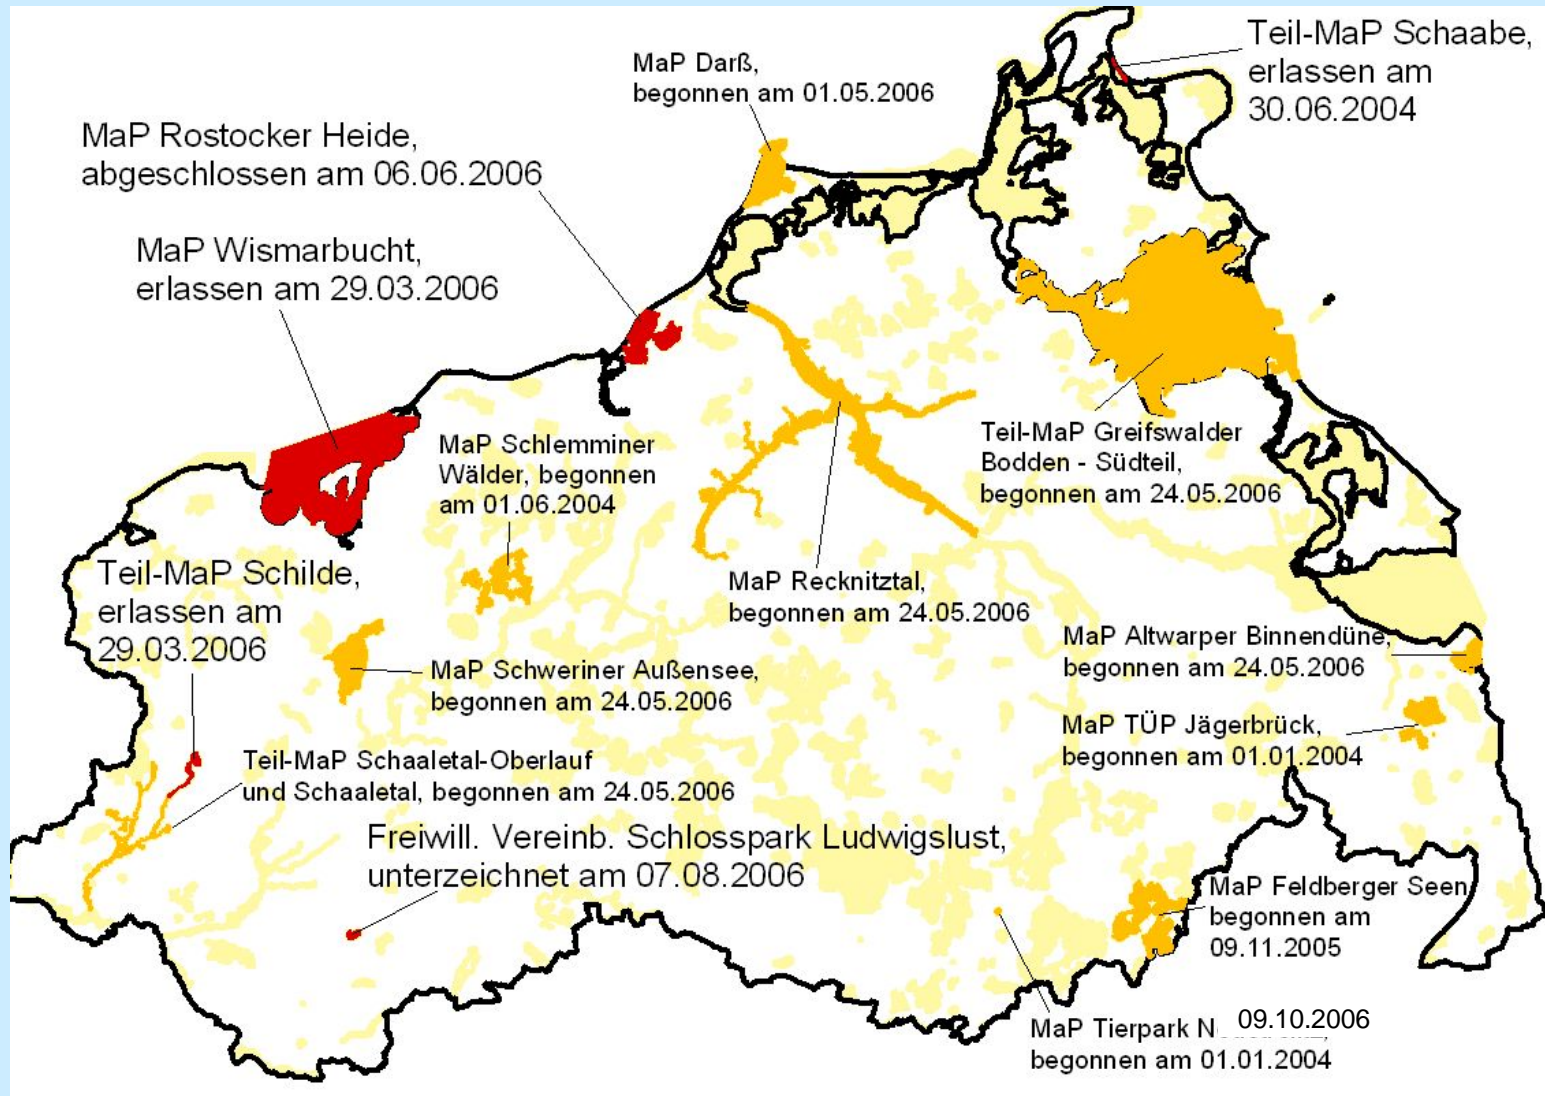 Teil-MaP Schaabe,
erlassen am
30.06.2004
MaP Darß,
begonnen am 01.05.2006
MaP Rostocker Heide,
abgeschlossen am 06.06.2006
MaP Wismarbucht,
erlassen am 29.03.2006
MaP Schlemminer
Wälder, begonnen
am 01.06.2004
Teil-MaP Greifswalder
Bodden - Südteil,
begonnen am 24.05.2006
Teil-MaP Schilde,
erlassen am
29.03.2006
MaP Recknitztal,
begonnen am 24.05.2006
MaP Altwarper Binnendüne,
begonnen am 24.05.2006
MaP Schweriner Außensee,
begonnen am 24.05.2006
MaP TÜP Jägerbrück,
begonnen am 01.01.2004
Teil-MaP Schaaletal-Oberlauf
und Schaaletal, begonnen am 24.05.2006
Freiwill. Vereinb. Schlosspark Ludwigslust,
unterzeichnet am 07.08.2006
MaP Feldberger Seen
begonnen am
09.11.2005
MaP Tierpark
09.10.2006
begonnen am 01.01.2004